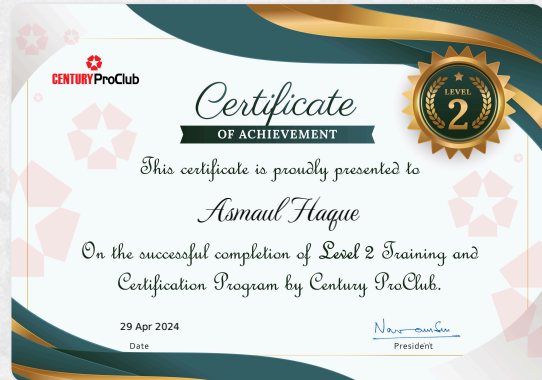 CENTURY ProClub
LEVEL
2
Certificate
OF ACHIEVEMENT
This certificate is proudly presented to
Asmaul Haque
On the successful completion of Level 2 Training and
Certification Program by Century ProClub.
29 Apr 2024
Date
President